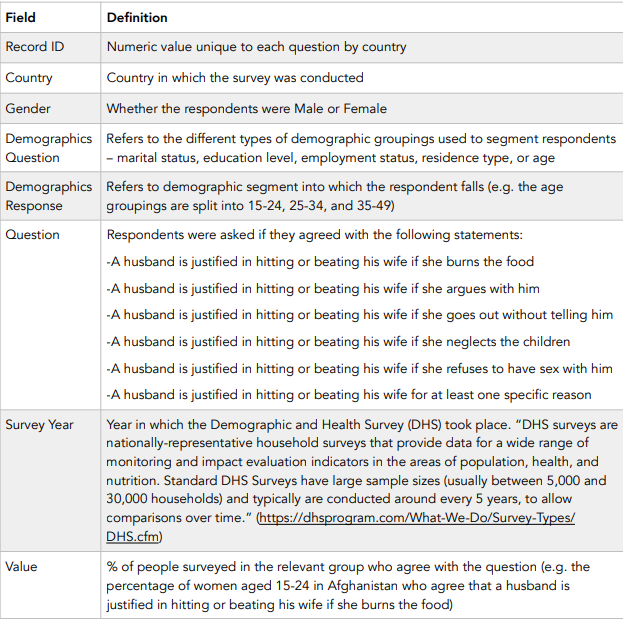 Field Definition
Record ID Numeric value unique to each question by country
Country Country in which the survey was conducted
Gender Whether the respondents were Male or Female
Demographics Refers to the different types of demographic groupings used to segment respondents
Question – marital status, education level, employment status, residence type, or age
Demographics Refers to demographic segment into which the respondent falls (e.g. the age
Response groupings are split into 15-24, 25-34, and 35-49)
Question Respondents were asked if they agreed with the following statements:
-A husband is justified in hitting or beating his wife if she burns the food
-A husband is justified in hitting or beating his wife if she argues with him
-A husband is justified in hitting or beating his wife if she goes out without telling him
-A husband is justified in hitting or beating his wife if she neglects the children
-A husband is justified in hitting or beating his wife if she refuses to have sex with him
-A husband is justified in hitting or beating his wife for at least one specific reason
Survey Year Year in which the Demographic and Health Survey (DHS) took place. “DHS surveys are
nationally-representative household surveys that provide data for a wide range of
monitoring and impact evaluation indicators in the areas of population, health, and
nutrition. Standard DHS Surveys have large sample sizes (usually between 5,000 and
30,000 households) and typically are conducted around every 5 years, to allow
comparisons over time.” (https://dhsprogram.com/What-We-Do/Survey-Types/
DHS.cfm)
Value % of people surveyed in the relevant group who agree with the question (e.g. the
percentage of women aged 15-24 in Afghanistan who agree that a husband is
justified in hitting or beating his wife if she burns the food)